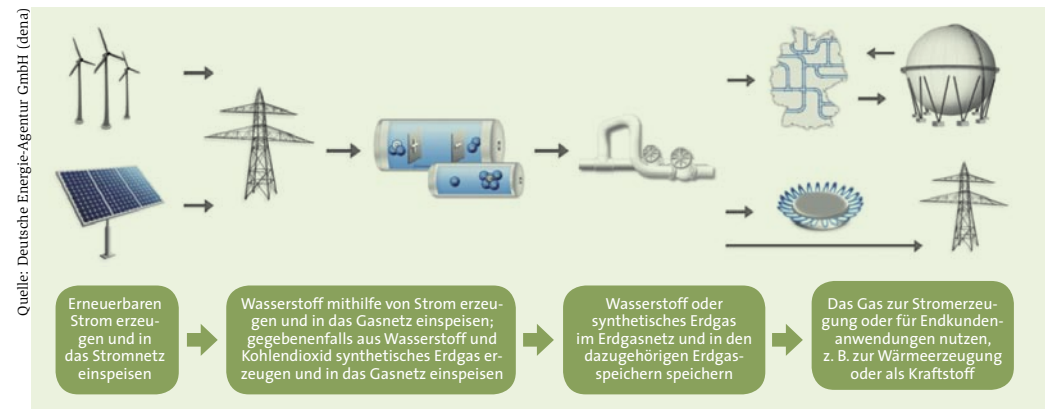 Quelle: Deutsche Energie-Agentur GmbH (dena)
Erneuerbaren
Strom erzeu-
gen und in
das Stromnetz
einspeisen
Wasserstoff mithilfe von Strom erzeu-
gen und in das Gasnetz einspeisen;
gegebenenfalls aus Wasserstoff und
Kohlendioxid synthetisches Erdgas er-
zeugen und in das Gasnetz einspeisen
Wasserstoff oder
synthetisches Erdgas
im Erdgasnetz und in den
dazugehörigen Erdgas-
speichern speichern
Das Gas zur Stromerzeu-
gung oder für Endkunden-
anwendungen nutzen,
z. B. zur Wärmeerzeugung
oder als Kraftstoff